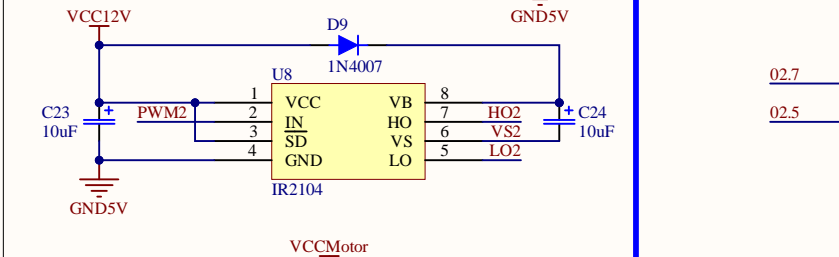 VCC12V
GND5V
D9
1N4007
U8
02.7
1
VCC
VB
8
C23
10uF
PWM2
2
IN
HO
7
HO2
C24
10uF
02.5
3
SD
VS
6
VS2
4
GND
LO
5
LO2
IR2104
GND5V
VCCMotor